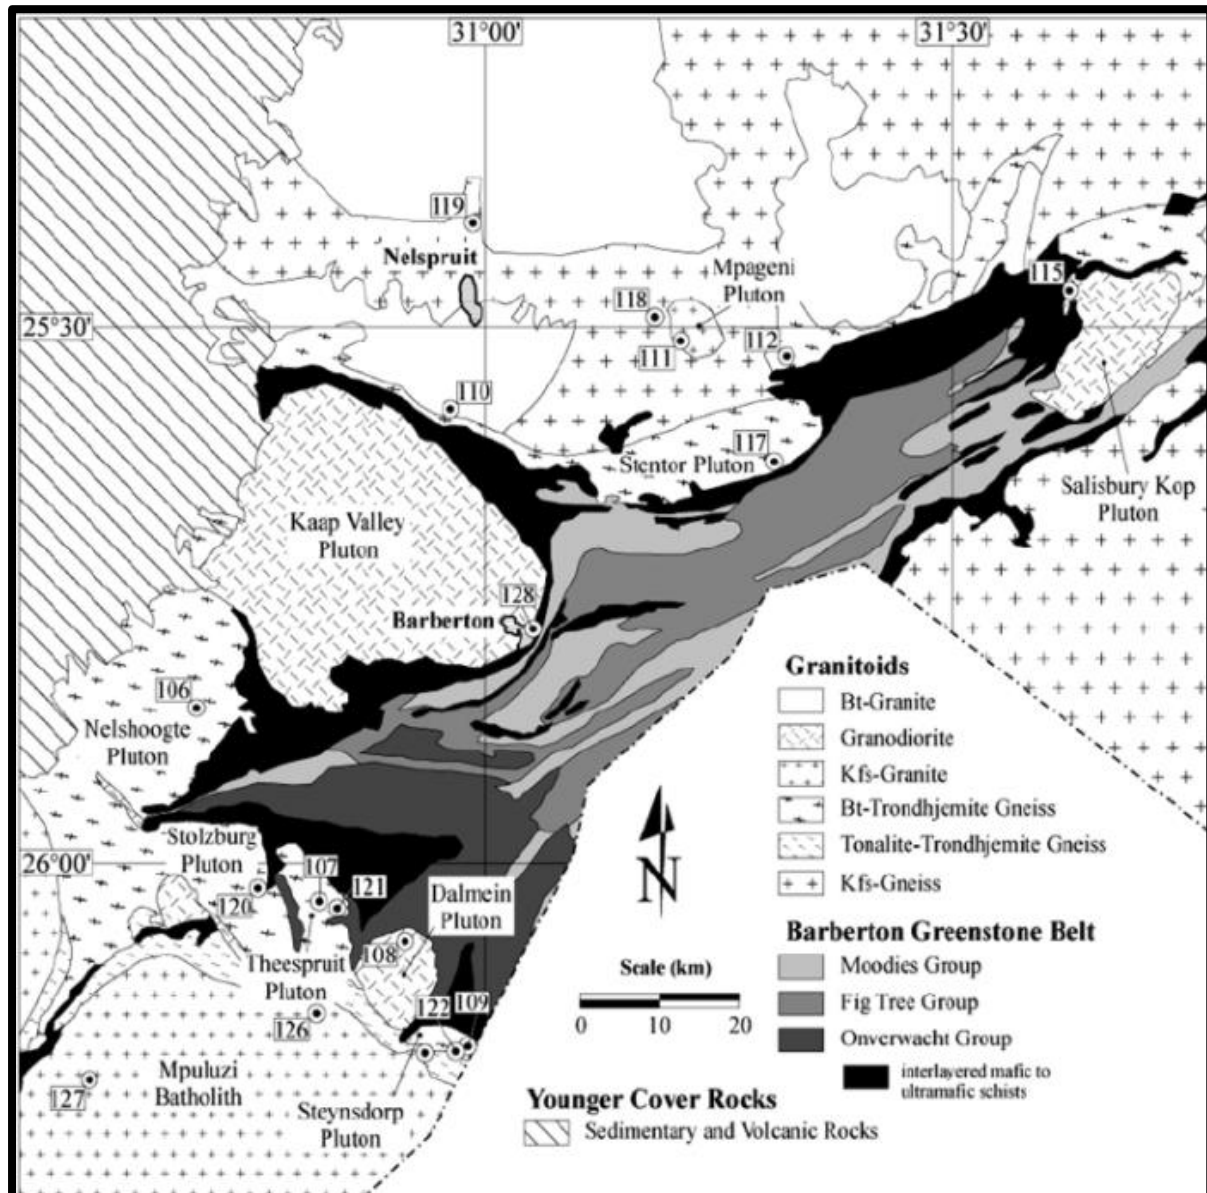 31°00'
31°30'
119
Nelspruit
Mpageni
Pluton
118
115
25°30'
111
112
110
117
Stentor Pluton
Salisbury Kop
Pluton
Kaap Valley
Pluton
128
Barberton
106
Nelshoogte
Pluton
Stolzburg
Pluton
26°00'
107
121
120
Dalmein
Pluton
108
Theespruit
Pluton
122
109
126
Mpuluzi
Batholith
127
Steynsdorp
Pluton
N
Scale (km)
0 10 20
Granitoids
Bt-Granite
Granodiorite
Kfs-Granite
Bt-Trondhjemite Gneiss
Tonalite-Trondhjemite Gneiss
Kfs-Gneiss
Barberton Greenstone Belt
Moodies Group
Fig Tree Group
Onverwacht Group
interlayered mafic to
ultramafic schists
Younger Cover Rocks
Sedimentary and Volcanic Rocks